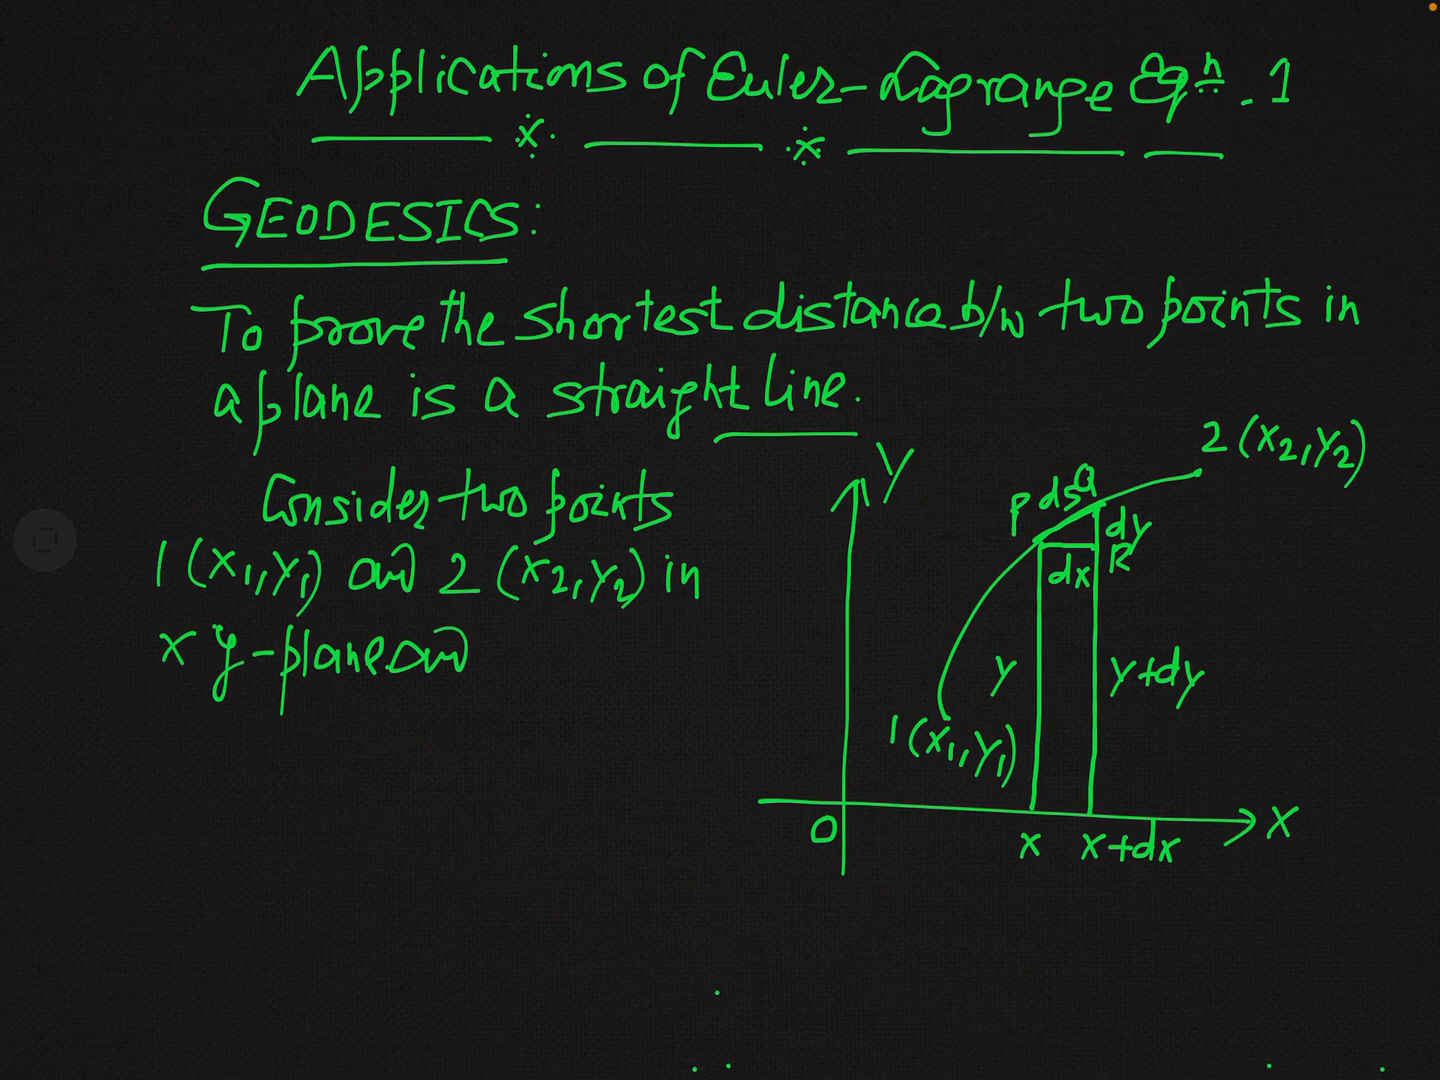 Applications of Euler-Lagrange Eqn. 1
GEODESICS:
To prove the shortest distance b/w two points in
a plane is a straight line.
Consider two points
1 (x1, y1) and 2 (x2, y2) in
xy-plane and
Y
2 (x2, y2)
P ds Q
dy
dx R
y
y+dy
1 (x1, y1)
O
x
x+dx
X